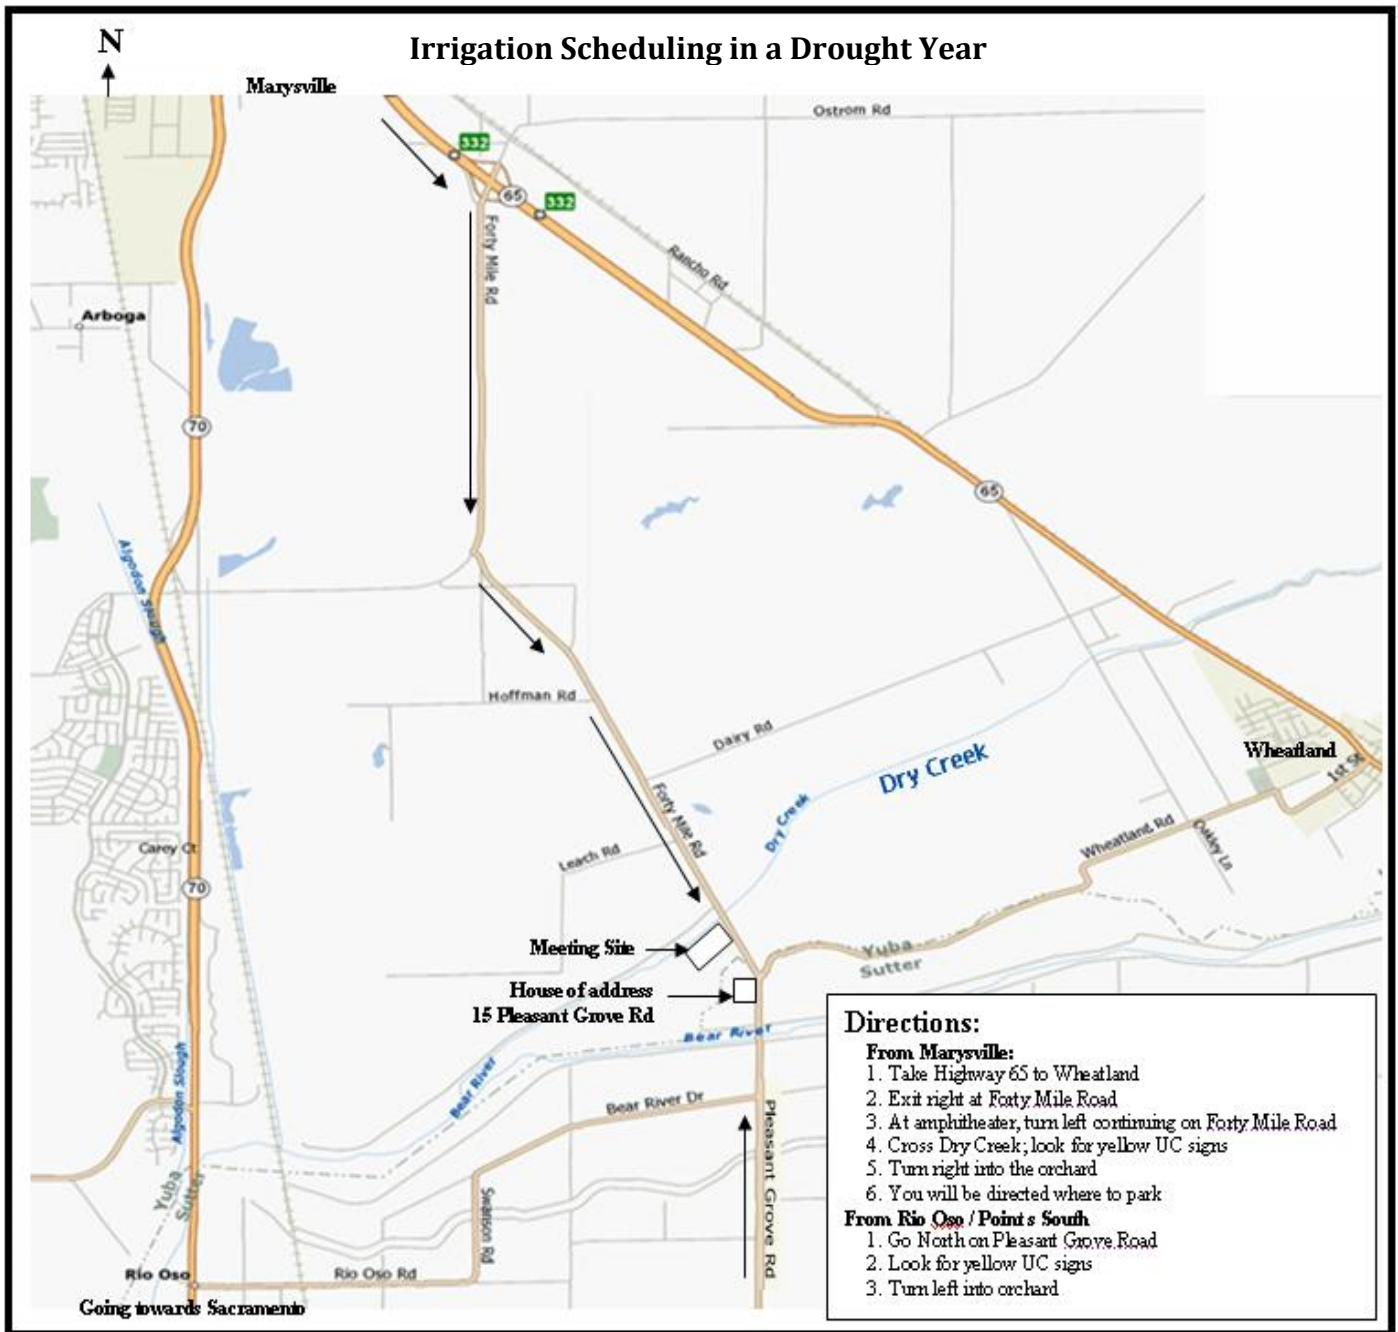 N
Irrigation Scheduling in a Drought Year
Marysville
Ostrom Rd
332
65
332
Forty Mile Rd
Rancho Rd
Arboga
70
65
Algodon Slough
Hoffman Rd
Dairy Rd
Dry Creek
Wheatland
1st St
Forty Mile Rd
Dry Creek
Wheatland Rd
Oakley Ln
Carey Ct
Leach Rd
70
Meeting Site
Yuba
Sutter
House of address
15 Pleasant Grove Rd
Bear River
Bear River
Algodon Slough
Bear River Dr
Pleasant Grove Rd
Yuba
Sutter
Swanson Rd
Rio Oso
Rio Oso Rd
Going towards Sacramento
Directions:
From Marysville:
1. Take Highway 65 to Wheatland
2. Exit right at Forty Mile Road
3. At amphitheater, turn left continuing on Forty Mile Road
4. Cross Dry Creek; look for yellow UC signs
5. Turn right into the orchard
6. You will be directed where to park
From Rio Oso / Points South
1. Go North on Pleasant Grove Road
2. Look for yellow UC signs
3. Turn left into orchard